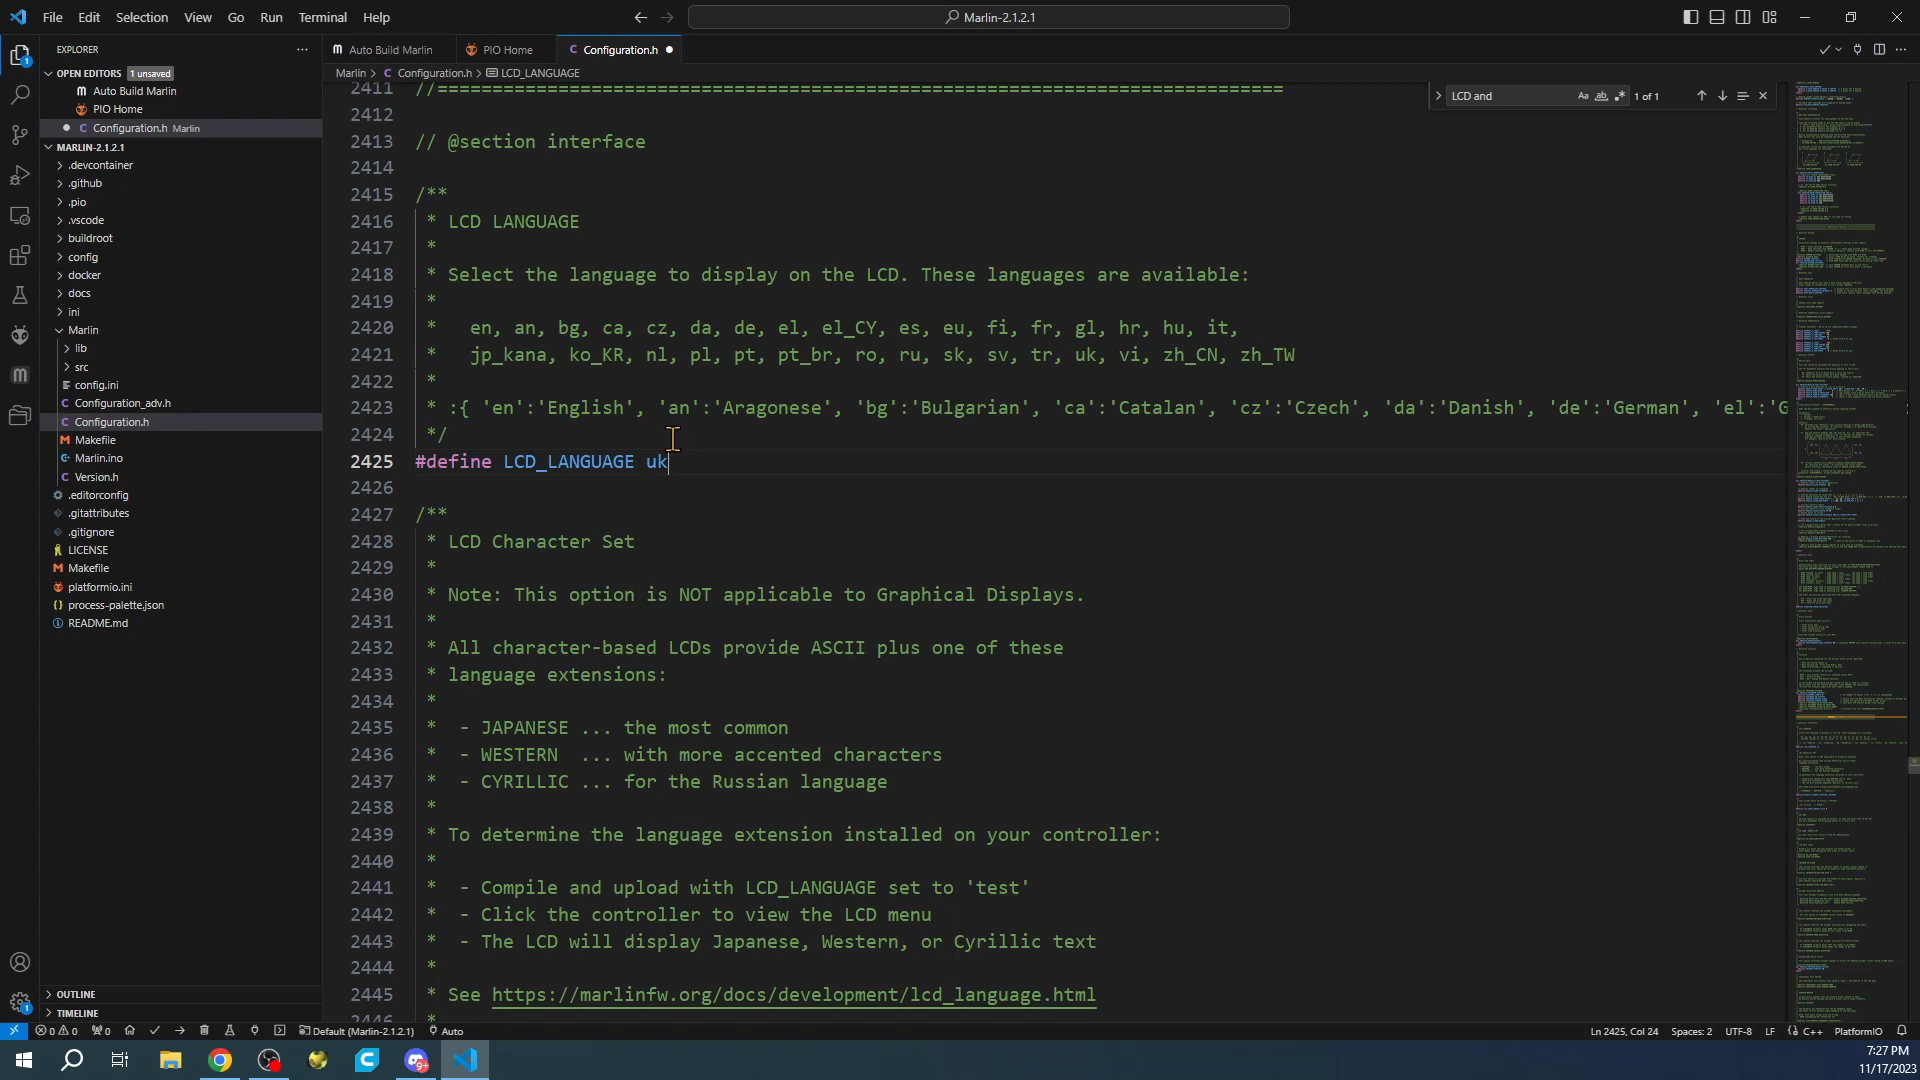 File Edit Selection View Go Run Terminal Help
Marlin-2.1.2.1
EXPLORER
OPEN EDITORS 1 unsaved
Auto Build Marlin
PIO Home
Configuration.h Marlin
MARLIN-2.1.2.1
.devcontainer
.github
.pio
.vscode
buildroot
config
docker
docs
ini
Marlin
lib
src
config.ini
Configuration_adv.h
Configuration.h
Makefile
Marlin.ino
Version.h
.editorconfig
.gitattributes
.gitignore
LICENSE
Makefile
platformio.ini
process-palette.json
README.md
OUTLINE
TIMELINE
Auto Build Marlin PIO Home Configuration.h
Marlin > Configuration.h > LCD_LANGUAGE
LCD and Aa ab 1 of 1
2411 //=============================================================================
2412
2413 // @section interface
2414
2415 /**
2416 * LCD LANGUAGE
2417 *
2418 * Select the language to display on the LCD. These languages are available:
2419 *
2420 * en, an, bg, ca, cz, da, de, el, el_CY, es, eu, fi, fr, gl, hr, hu, it,
2421 * jp_kana, ko_KR, nl, pl, pt, pt_br, ro, ru, sk, sv, tr, uk, vi, zh_CN, zh_TW
2422 *
2423 * :{ 'en':'English', 'an':'Aragonese', 'bg':'Bulgarian', 'ca':'Catalan', 'cz':'Czech', 'da':'Danish', 'de':'German', 'el':'G
2424 */
2425 #define LCD_LANGUAGE uk
2426
2427 /**
2428 * LCD Character Set
2429 *
2430 * Note: This option is NOT applicable to Graphical Displays.
2431 *
2432 * All character-based LCDs provide ASCII plus one of these
2433 * language extensions:
2434 *
2435 * - JAPANESE ... the most common
2436 * - WESTERN ... with more accented characters
2437 * - CYRILLIC ... for the Russian language
2438 *
2439 * To determine the language extension installed on your controller:
2440 *
2441 * - Compile and upload with LCD_LANGUAGE set to 'test'
2442 * - Click the controller to view the LCD menu
2443 * - The LCD will display Japanese, Western, or Cyrillic text
2444 *
2445 * See https://marlinfw.org/docs/development/lcd_language.html
0 0 0 Default (Marlin-2.1.2.1) Auto
Ln 2425, Col 24 Spaces: 2 UTF-8 LF C++ PlatformIO
7:27 PM
11/17/2023